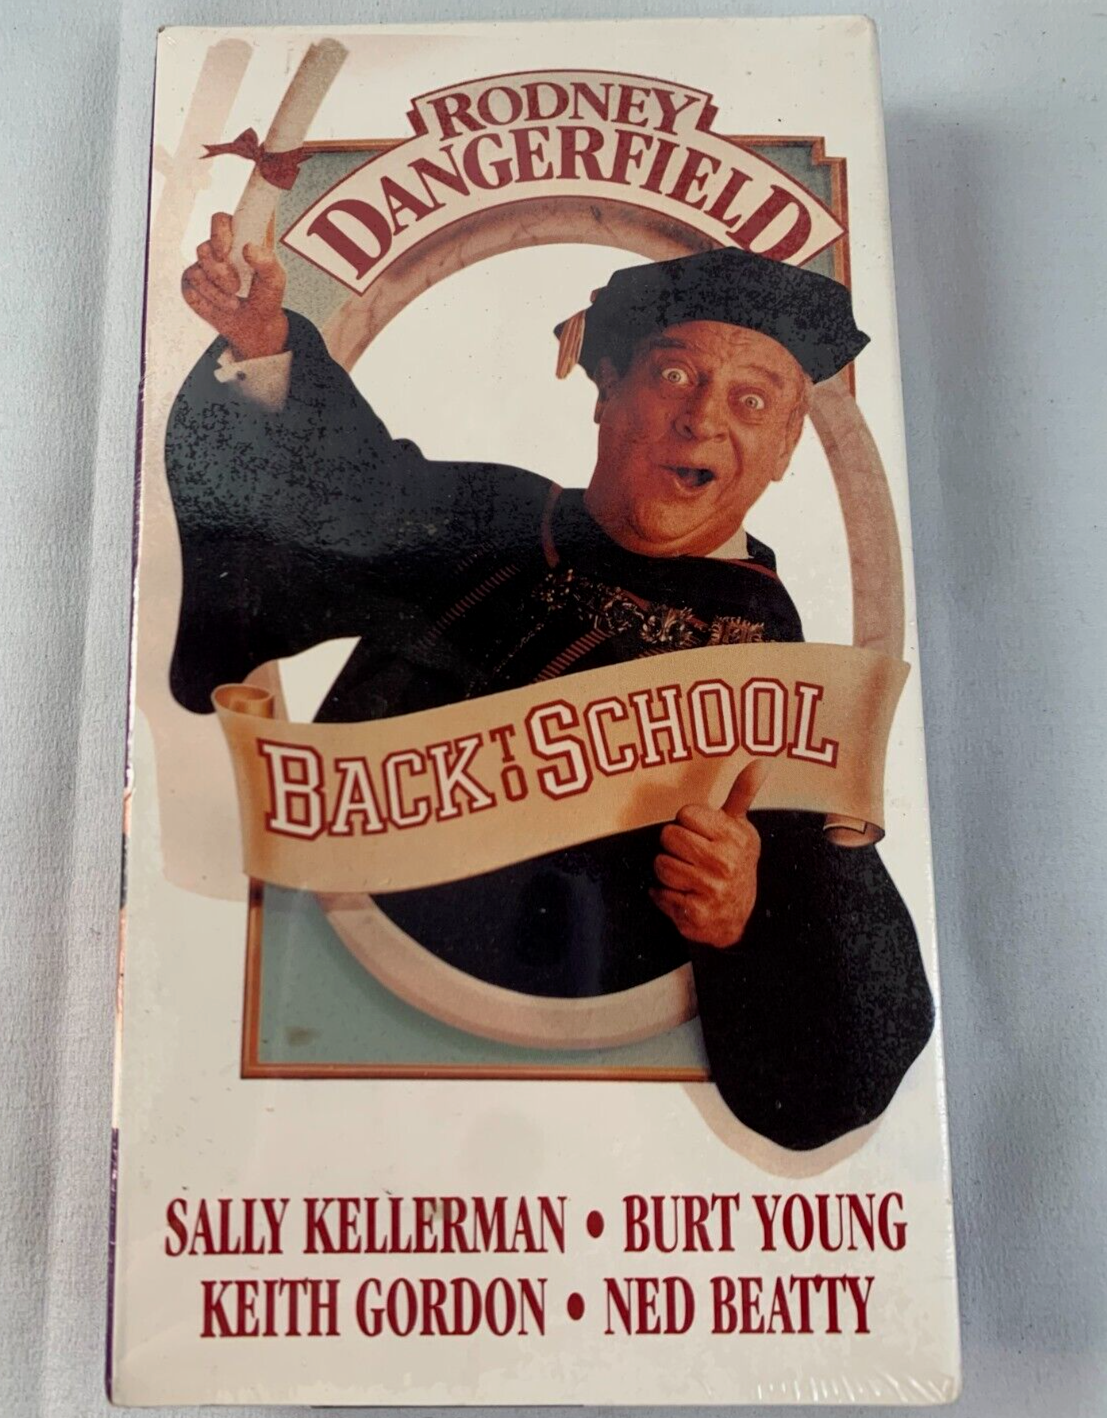 RODNEY
DANGERFIELD
BACK TO SCHOOL
SALLY KELLERMAN • BURT YOUNG
KEITH GORDON • NED BEATTY